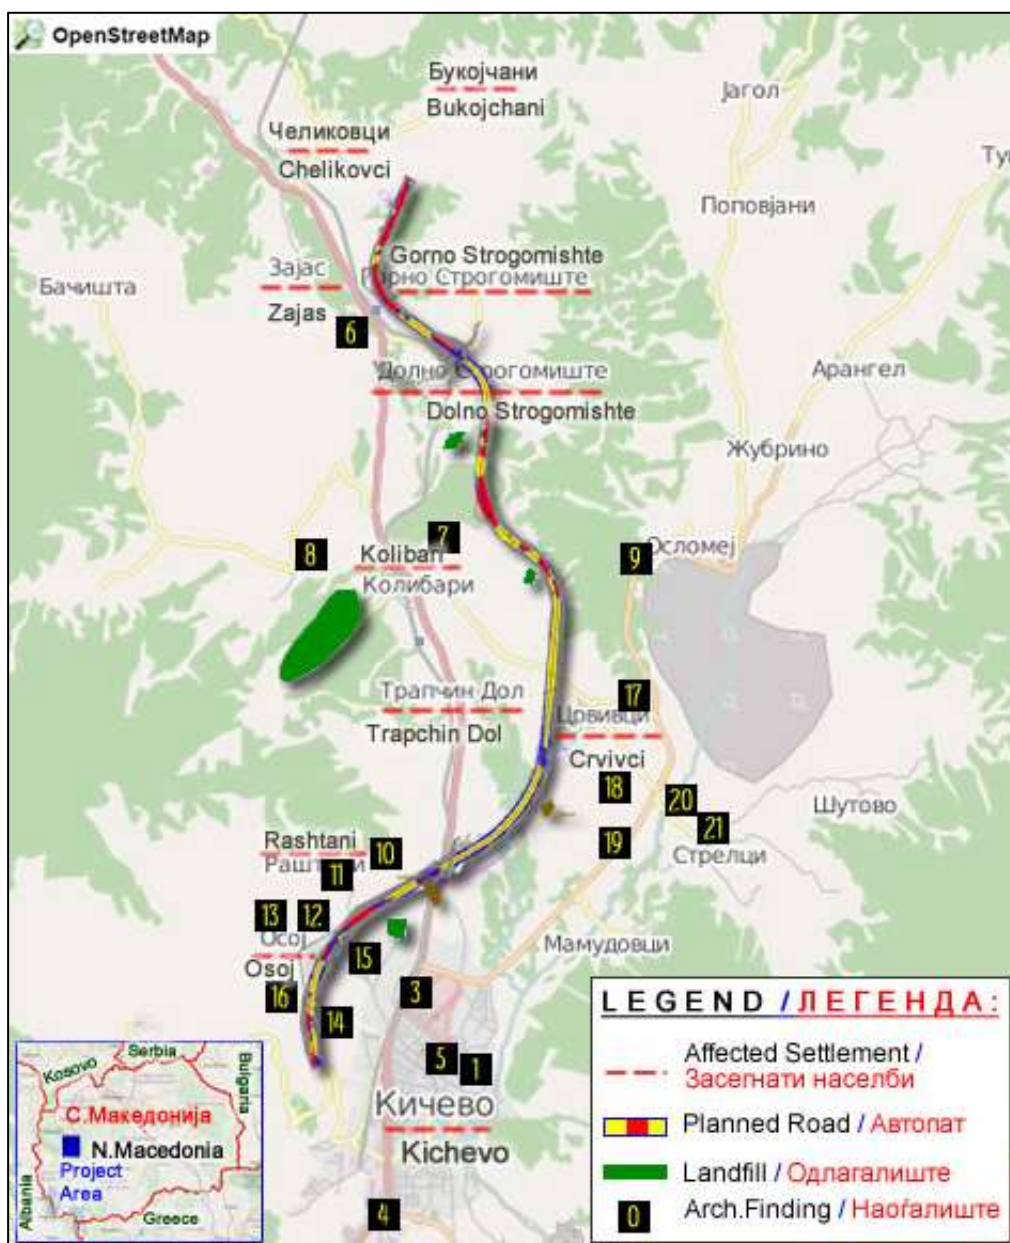 OpenStreetMap
Букојчани
Bukojchani
Јагол
Челиковци
Chelikovci
Поповјани
Gorno Strogomishte
Зајас
Горно Строгомиште
Бачишта
Zajas
6
Долно Строгомиште
Арангел
Dolno Strogomishte
Жубрино
7
8
Kolibari
9
Осломеј
Колибари
Трапчин Дол
17
Црвивци
Trapchin Dol
Crvivci
18
20
Шутово
21
Rashtani
10
19
Раштани
11
Стрелци
13
12
Осој
Мамудовци
Osoj
15
16
3
14
5
1
Кичево
Kichevo
4
Kosovo
Serbia
Bulgaria
С.Македонија
N.Macedonia
Project
Area
Albania
Greece
LEGEND / ЛЕГЕНДА:
Affected Settlement /
Засегнати населби
Planned Road / Автопат
Landfill / Одлагалиште
0
Arch.Finding / Наоѓалиште